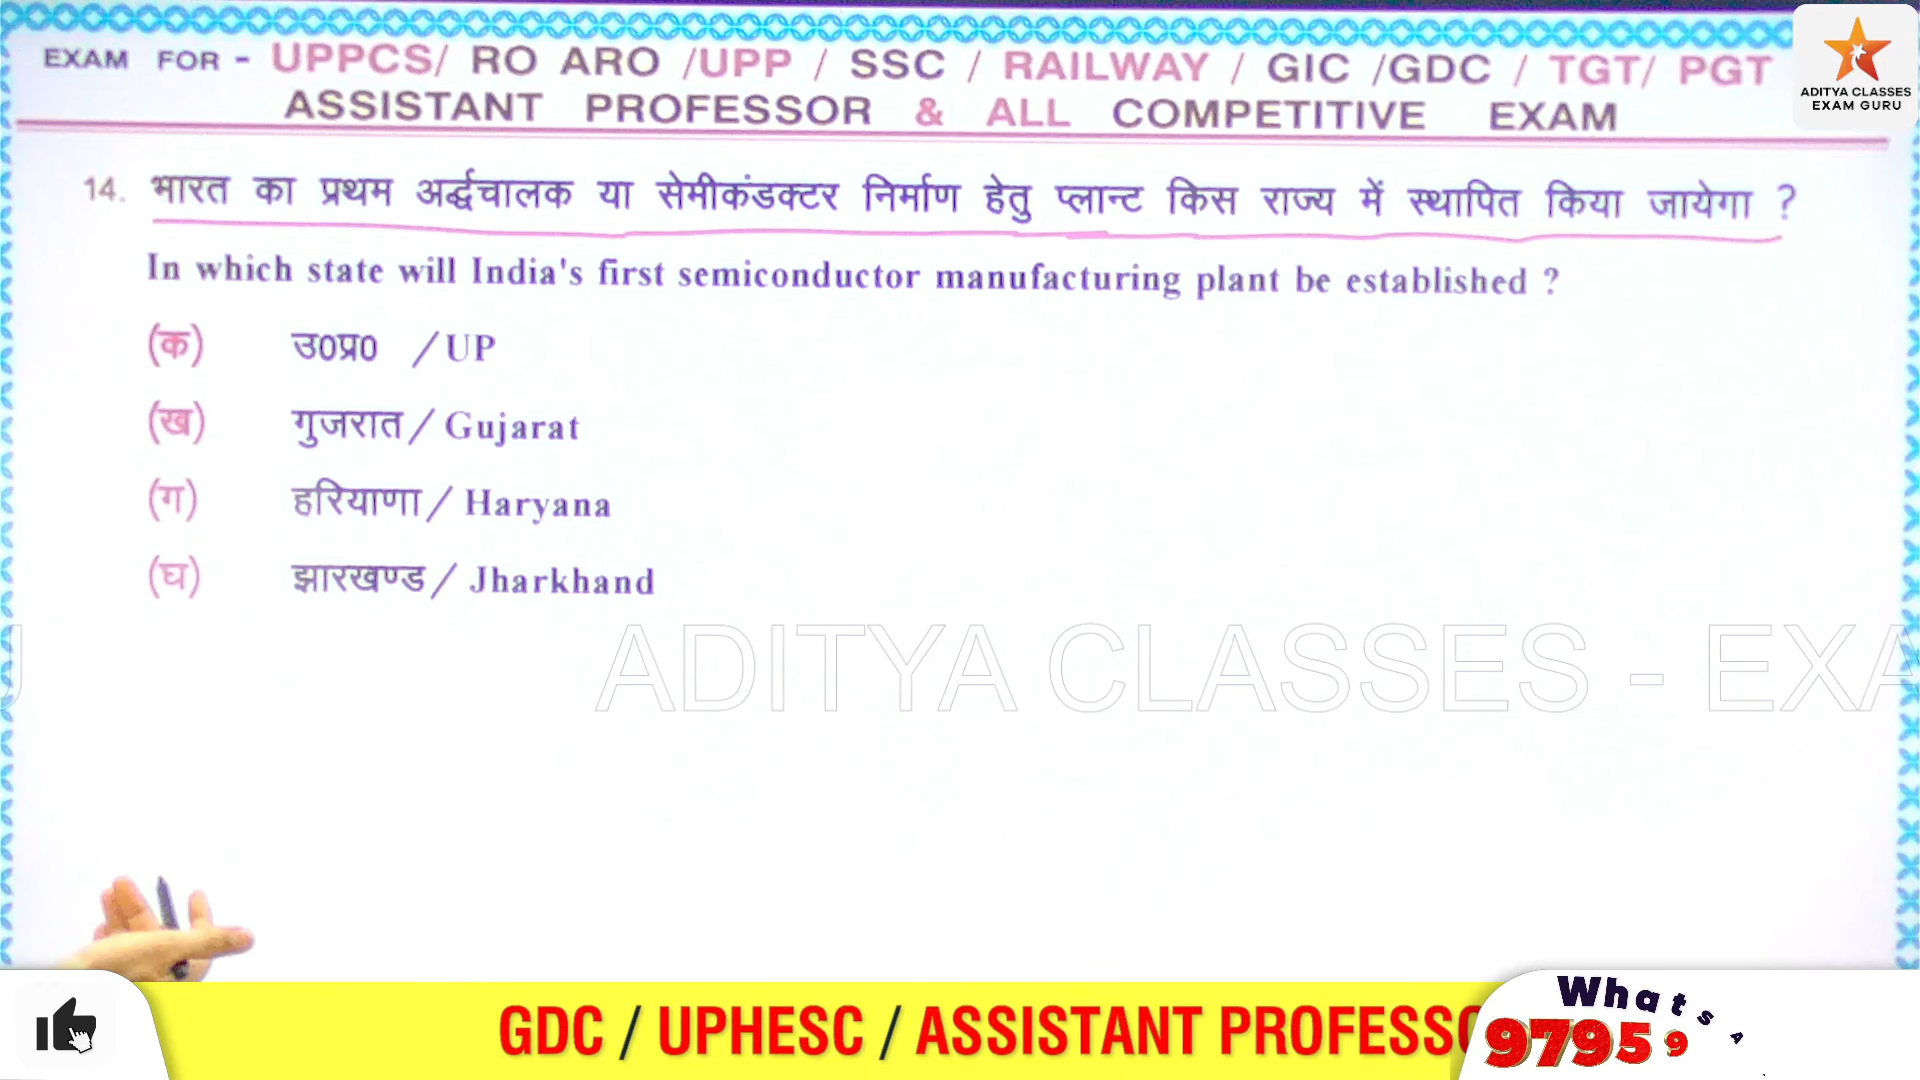 EXAM FOR - UPPCS/ RO ARO /UPP / SSC / RAILWAY / GIC /GDC / TGT/ PGT
ASSISTANT PROFESSOR & ALL COMPETITIVE EXAM
ADITYA CLASSES
EXAM GURU
14. भारत का प्रथम अर्द्धचालक या सेमीकंडक्टर निर्माण हेतु प्लान्ट किस राज्य में स्थापित किया जायेगा ?
In which state will India's first semiconductor manufacturing plant be established ?
(क) उ०प्र० / UP
(ख) गुजरात / Gujarat
(ग) हरियाणा / Haryana
(घ) झारखण्ड / Jharkhand
ADITYA CLASSES - EXA
GDC / UPHESC / ASSISTANT PROFESSO
Whats A
9795 9